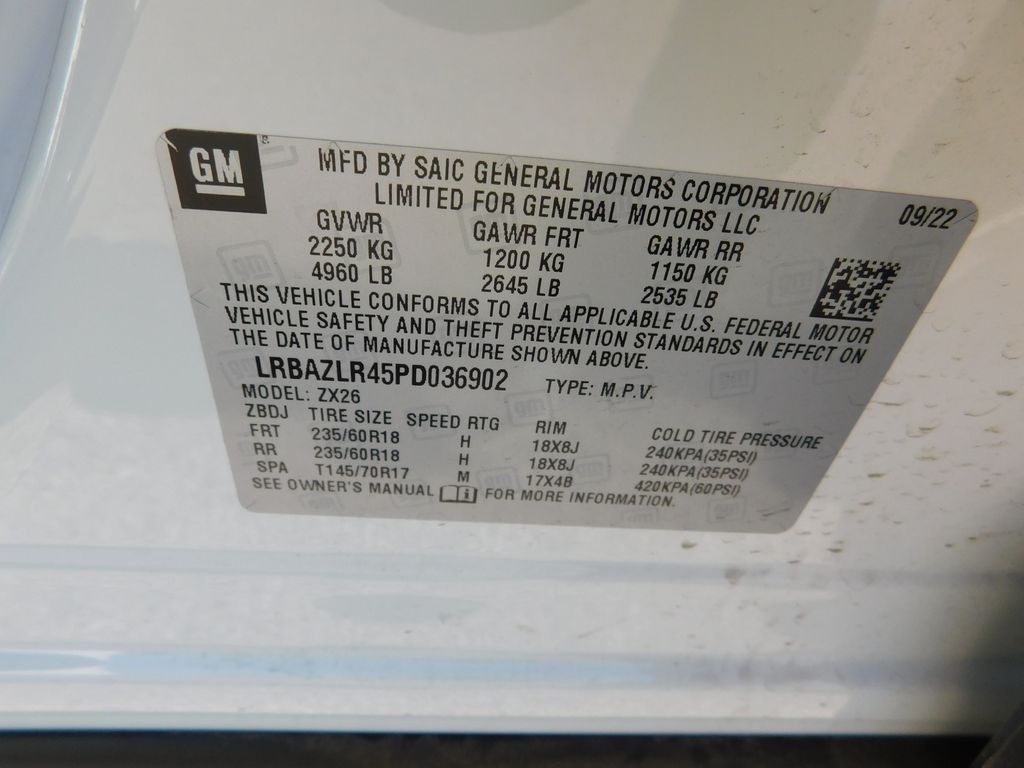 GM
MFD BY SAIC GENERAL MOTORS CORPORATION
LIMITED FOR GENERAL MOTORS LLC
09/22
GVWR GAWR FRT GAWR RR
2250 KG 1200 KG 1150 KG
4960 LB 2645 LB 2535 LB
THIS VEHICLE CONFORMS TO ALL APPLICABLE U.S. FEDERAL MOTOR
VEHICLE SAFETY AND THEFT PREVENTION STANDARDS IN EFFECT ON
THE DATE OF MANUFACTURE SHOWN ABOVE.
LRBAZLR45PD036902 TYPE: M.P.V.
MODEL: ZX26
ZBDJ TIRE SIZE SPEED RTG RIM COLD TIRE PRESSURE
FRT 235/60R18 H 18X8J 240KPA(35PSI)
RR 235/60R18 H 18X8J 240KPA(35PSI)
SPA T145/70R17 M 17X4B 420KPA(60PSI)
SEE OWNER'S MANUAL FOR MORE INFORMATION.